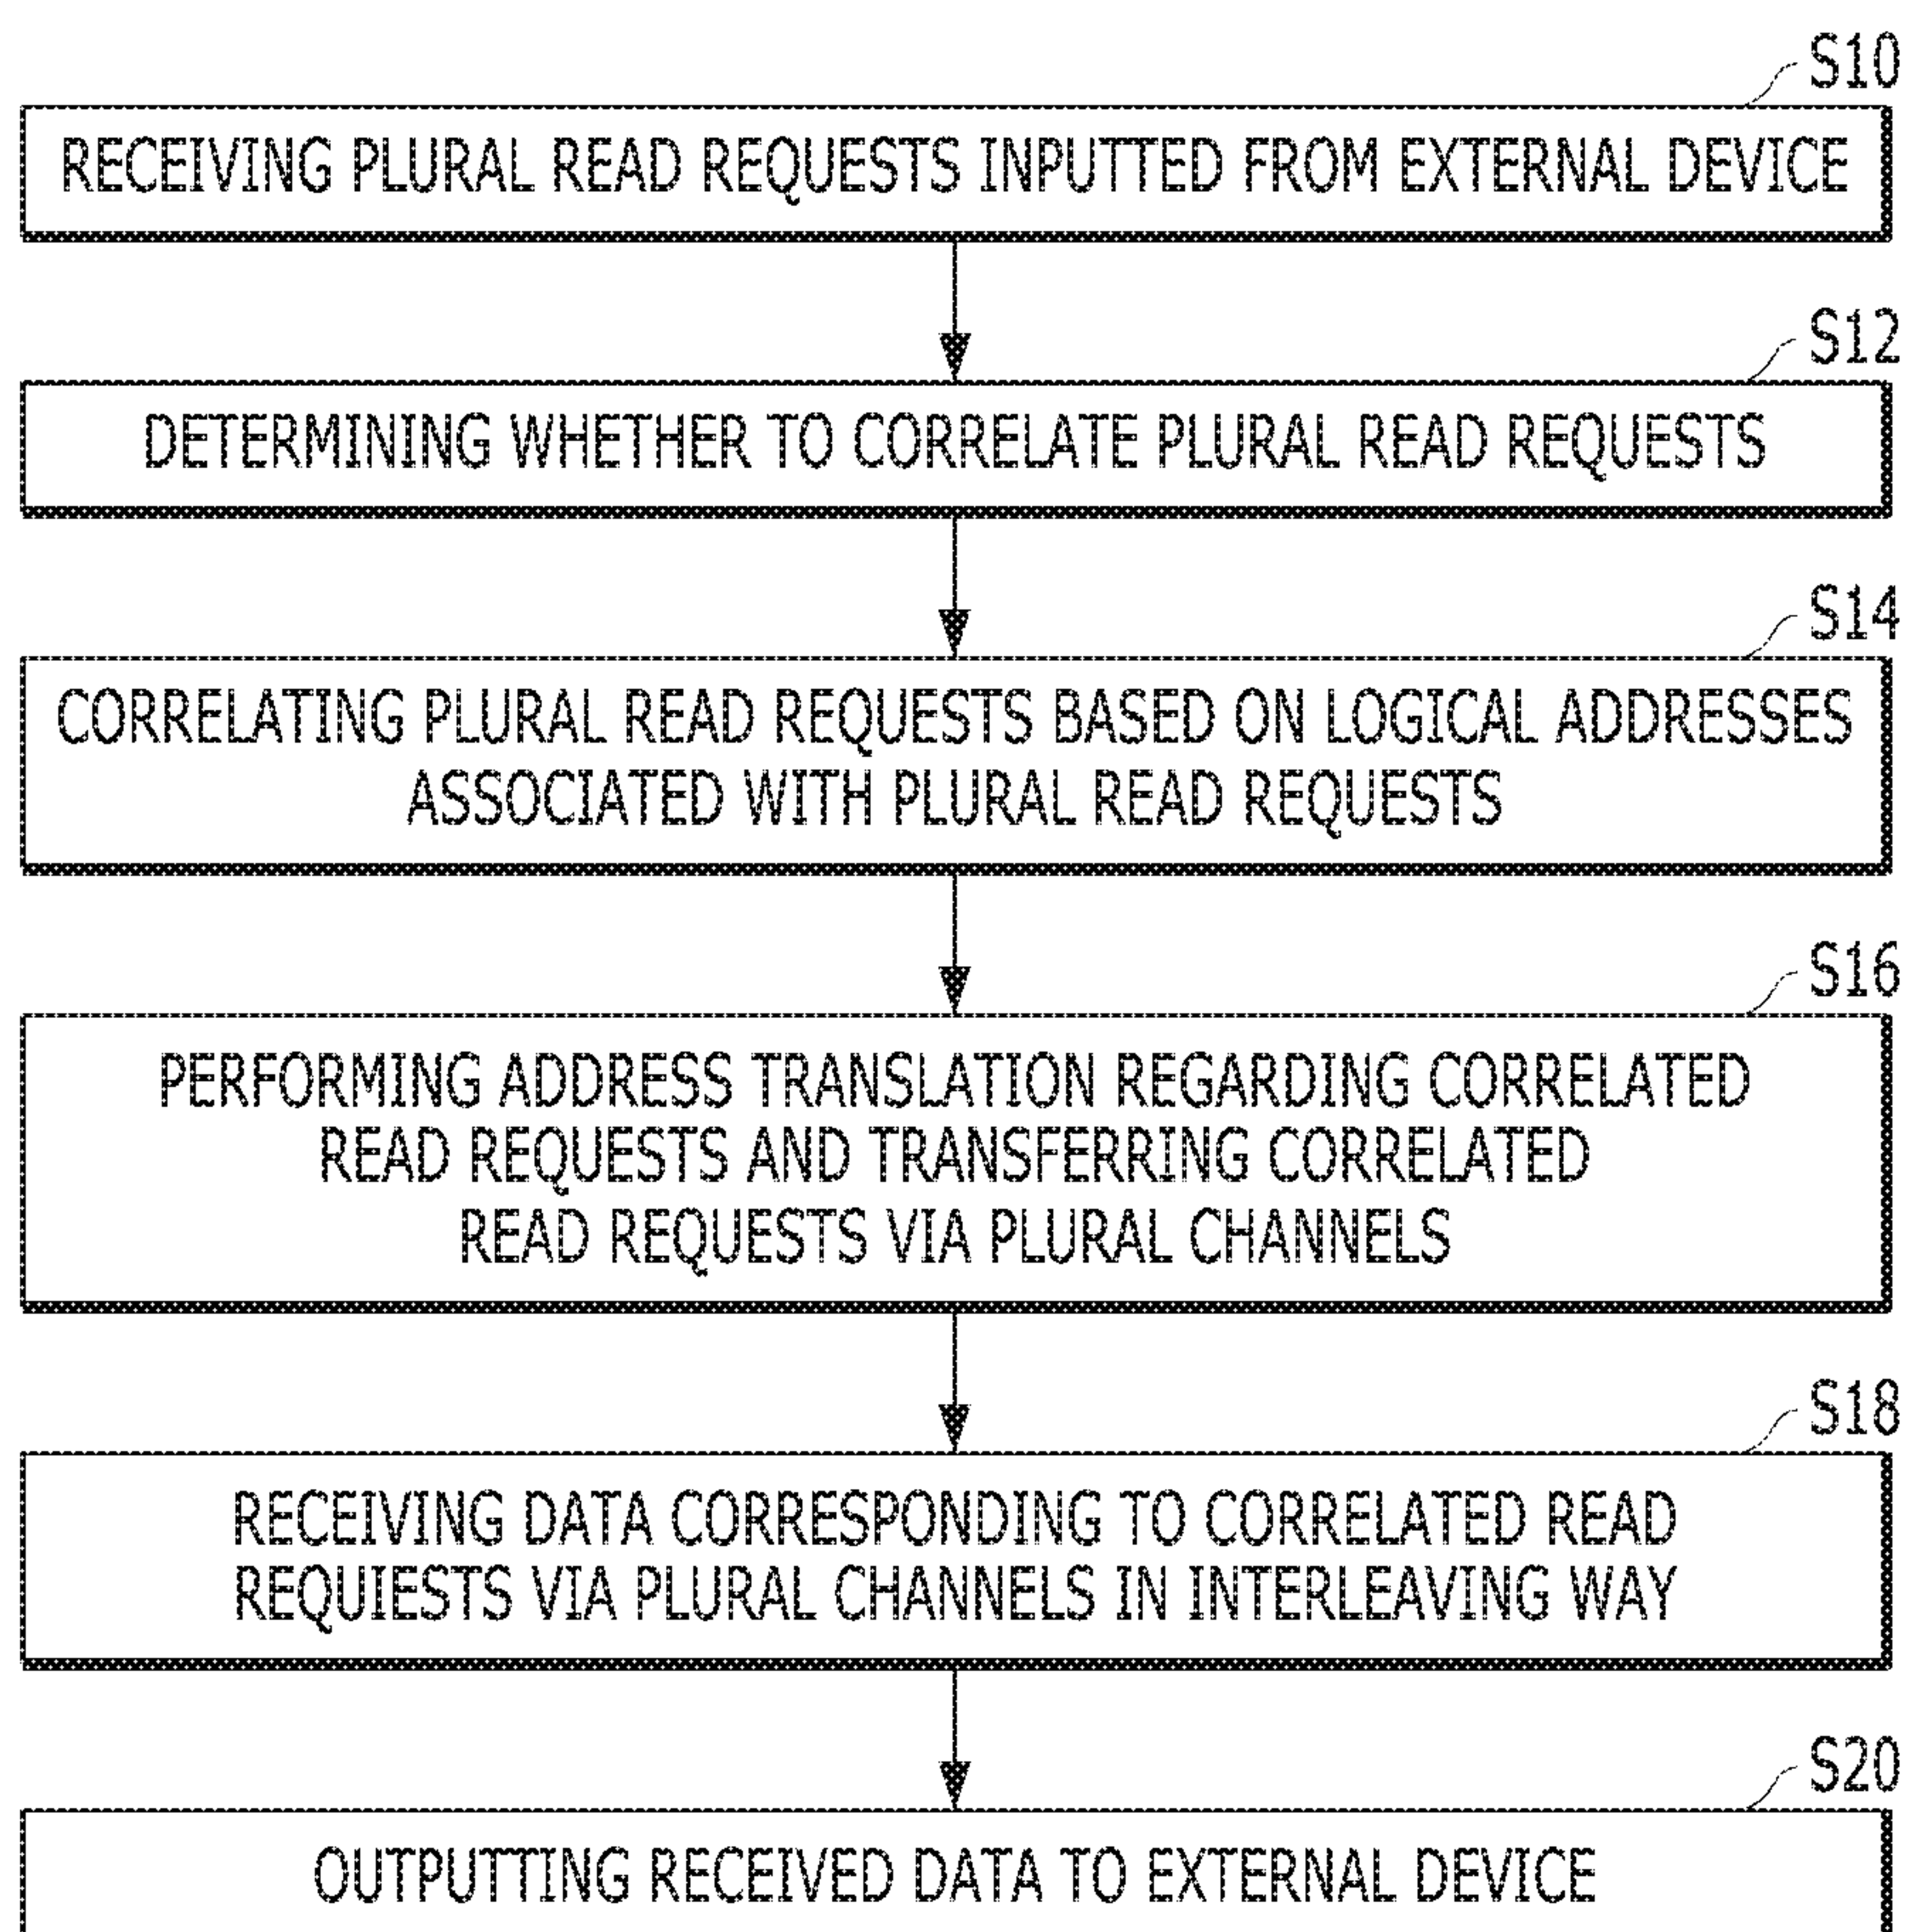 S10
RECEIVING PLURAL READ REQUESTS INPUTTED FROM EXTERNAL DEVICE
S12
DETERMINING WHETHER TO CORRELATE PLURAL READ REQUESTS
S14
CORRELATING PLURAL READ REQUESTS BASED ON LOGICAL ADDRESSES
ASSOCIATED WITH PLURAL READ REQUESTS
S16
PERFORMING ADDRESS TRANSLATION REGARDING CORRELATED
READ REQUESTS AND TRANSFERRING CORRELATED
READ REQUESTS VIA PLURAL CHANNELS
S18
RECEIVING DATA CORRESPONDING TO CORRELATED READ
REQUIESTS VIA PLURAL CHANNELS IN INTERLEAVING WAY
S20
OUTPUTTING RECEIVED DATA TO EXTERNAL DEVICE